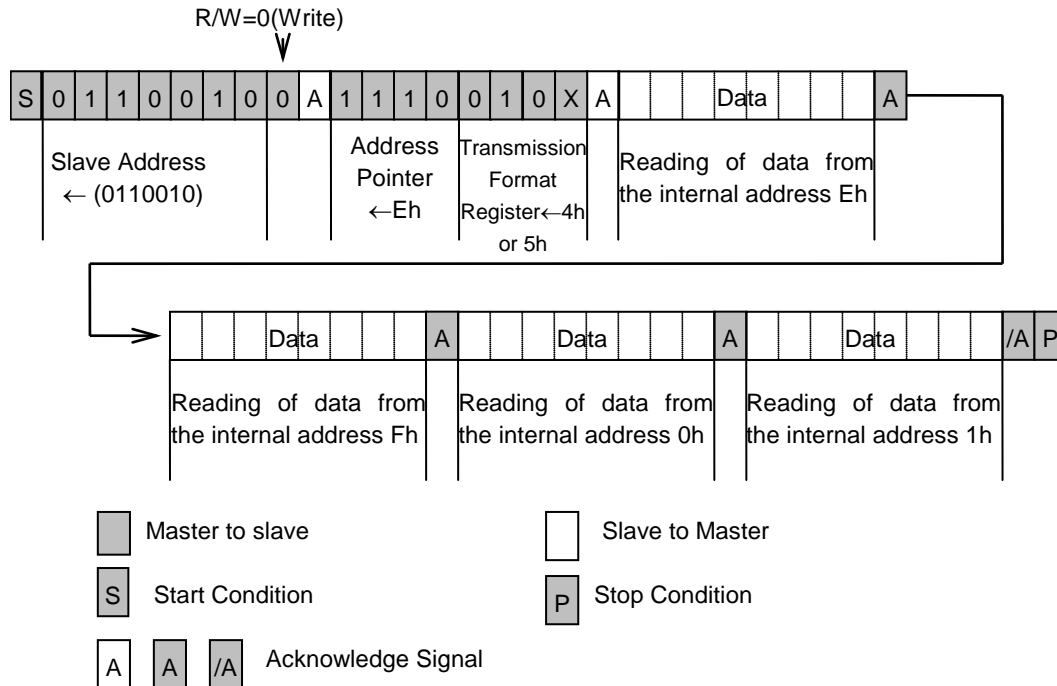 R/W=0(Write)
S 0 1 1 0 0 1 0 0 A 1 1 1 0 0 1 0 X A Data A
Slave Address
← (0110010)
Address
Pointer
←Eh
Transmission
Format
Register←4h
or 5h
Reading of data from
the internal address Eh
Data A Data A Data /A P
Reading of data from
the internal address Fh
Reading of data from
the internal address 0h
Reading of data from
the internal address 1h
Master to slave
Slave to Master
S Start Condition
P Stop Condition
A A /A Acknowledge Signal